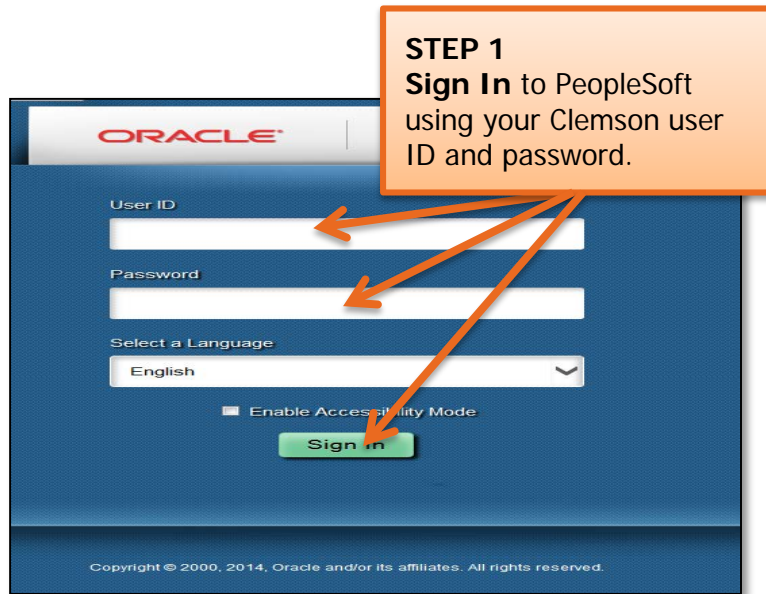 STEP 1
Sign In to PeopleSoft
using your Clemson user
ID and password.
ORACLE
User ID
Password
Select a Language
English
Enable Accessibility Mode
Sign In
Copyright © 2000, 2014, Oracle and/or its affiliates. All rights reserved.